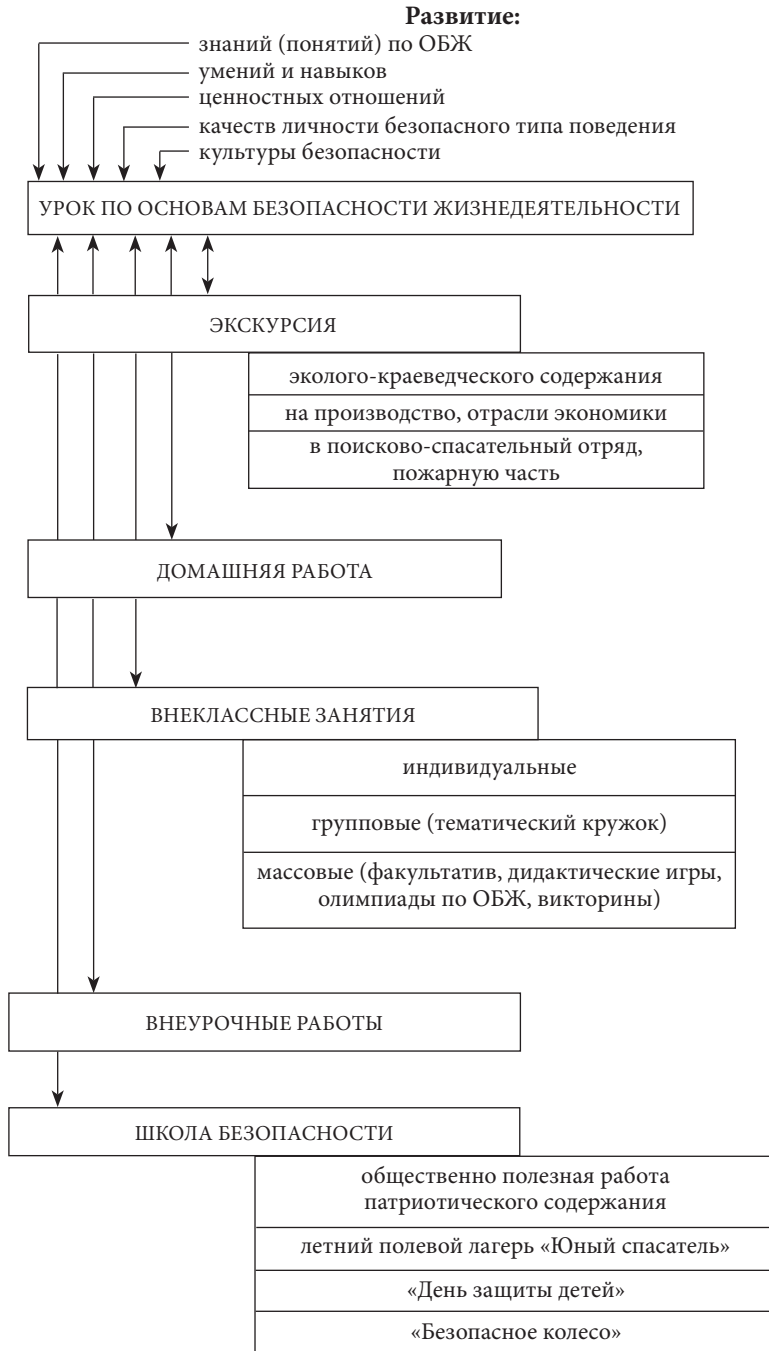 Развитие:
знаний (понятий) по ОБЖ
умений и навыков
ценностных отношений
качеств личности безопасного типа поведения
культуры безопасности
УРОК ПО ОСНОВАМ БЕЗОПАСНОСТИ ЖИЗНЕДЕЯТЕЛЬНОСТИ
ЭКСКУРСИЯ
эколого-краеведческого содержания
на производство, отрасли экономики
в поисково-спасательный отряд,
пожарную часть
ДОМАШНЯЯ РАБОТА
ВНЕКЛАССНЫЕ ЗАНЯТИЯ
индивидуальные
групповые (тематический кружок)
массовые (факультатив, дидактические игры,
олимпиады по ОБЖ, викторины)
ВНЕУРОЧНЫЕ РАБОТЫ
ШКОЛА БЕЗОПАСНОСТИ
общественно полезная работа
патриотического содержания
летний полевой лагерь «Юный спасатель»
«День защиты детей»
«Безопасное колесо»